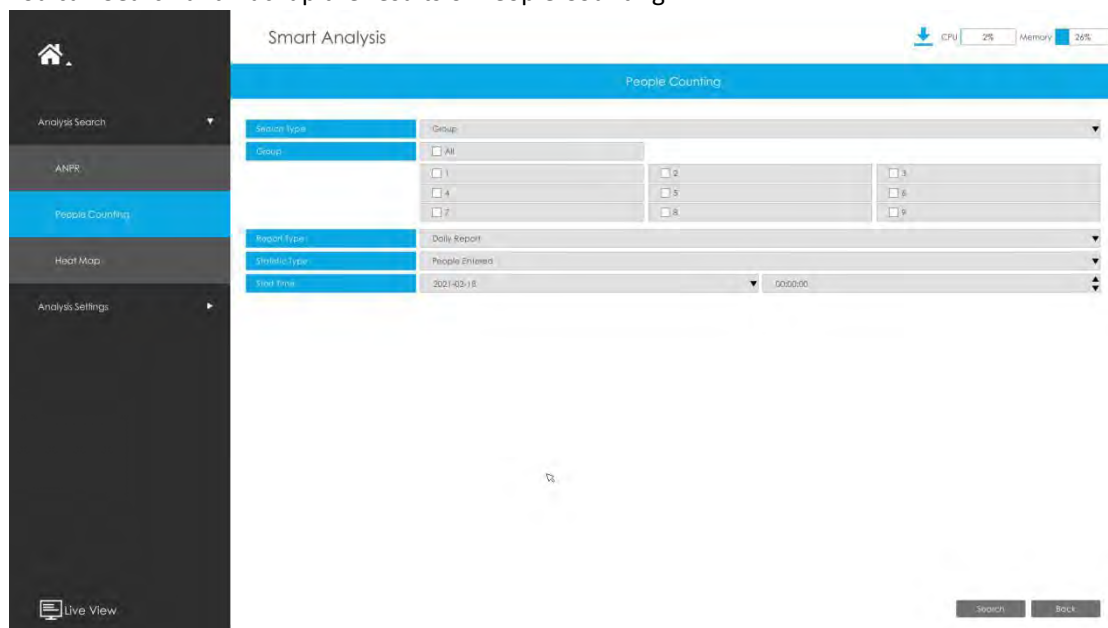 Smart Analysis
CPU 2% Memory 26%
People Counting
Analysis Search
ANPR
People Counting
Heat Map
Analysis Settings
Search Type Group
Group All
1 2 3
4 5 6
7 8 9
Report Type Daily Report
Statistic Type People Entered
Start Time 2021-02-18 00:00:00
Live View
Search Back